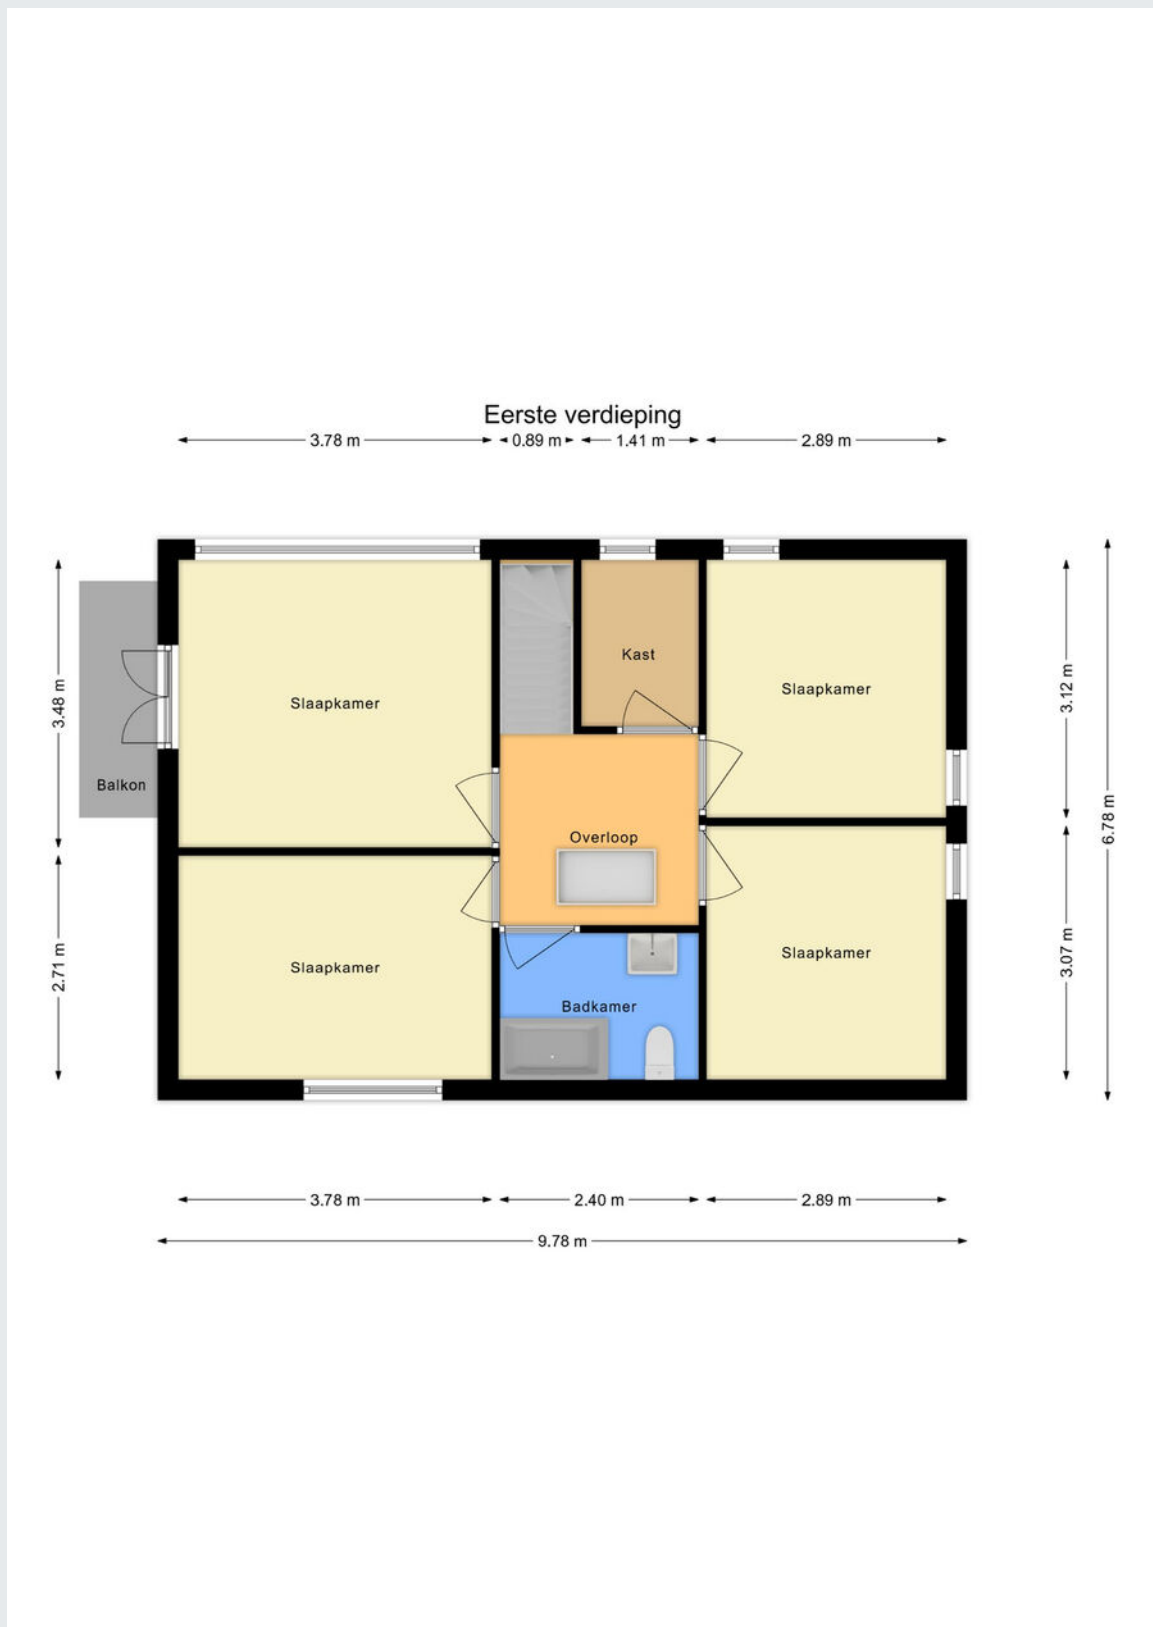 Eerste verdieping
3.78 m
0.89 m
1.41 m
2.89 m
3.48 m
2.71 m
3.12 m
3.07 m
6.78 m
Slaapkamer
Kast
Slaapkamer
Balkon
Overloop
Slaapkamer
Badkamer
Slaapkamer
3.78 m
2.40 m
2.89 m
9.78 m